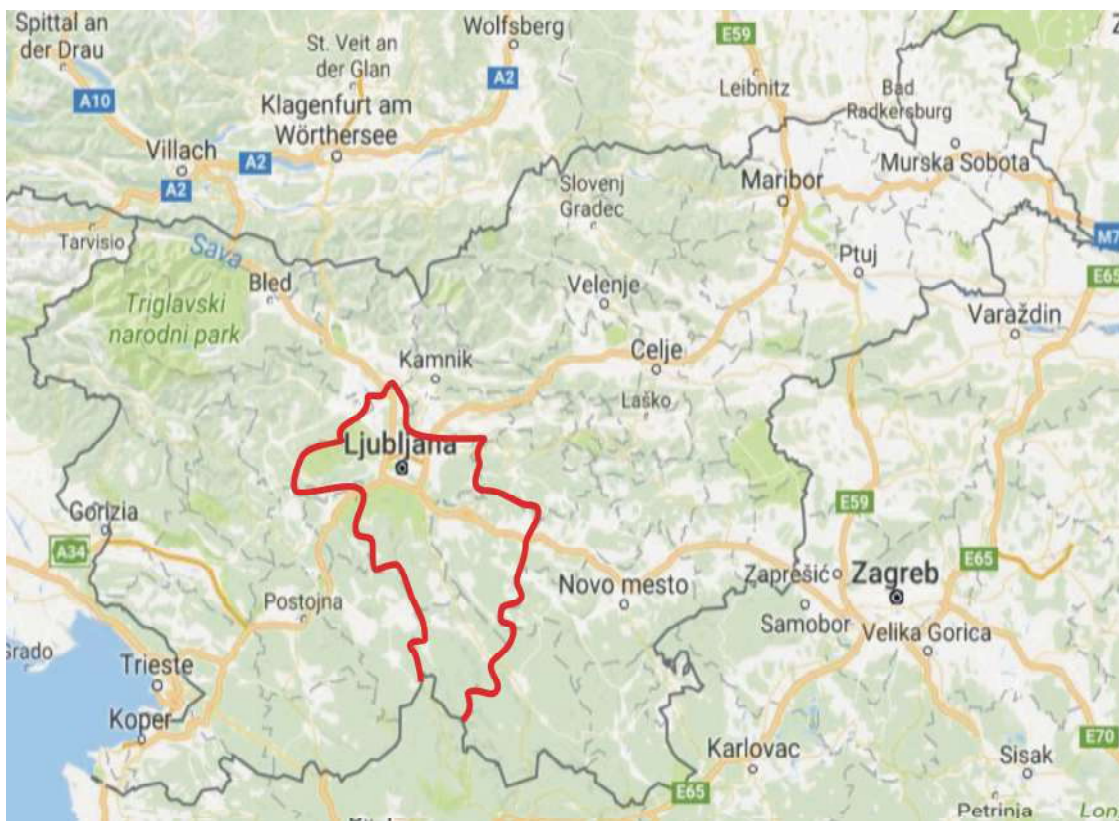 Spittal an
der Drau
Wolfsberg
St. Veit an
der Glan
E59
A2
Leibnitz
A10
Klagenfurt am
Wörthersee
Bad
Radkersburg
Villach
A2
A2
Murska Sobota
Maribor
Slovenj
Gradec
Tarvisio
Sava
M7
Ptuj
Bled
Velenje
E65
Triglavski
narodni park
Varaždin
Kamnik
Celje
Laško
Ljubljana
E59
Gorizia
A34
E65
Novo mesto
Zaprešić
Zagreb
Postojna
Samobor
Velika Gorica
Grado
Trieste
Koper
E70
Karlovac
Sisak
E65
Petrinja